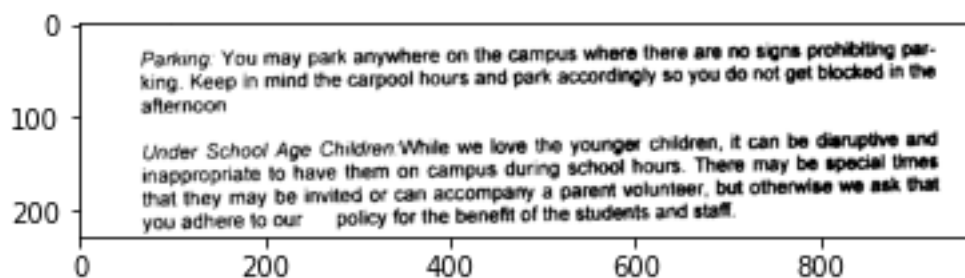 0
100
200
Parking: You may park anywhere on the campus where there are no signs prohibiting par-
king. Keep in mind the carpool hours and park accordingly so you do not get blocked in the
afternoon
Under School Age Children:While we love the younger children, it can be disruptive and
inappropriate to have them on campus during school hours. There may be special times
that they may be invited or can accompany a parent volunteer, but otherwise we ask that
you adhere to our policy for the benefit of the students and staff.
0 200 400 600 800